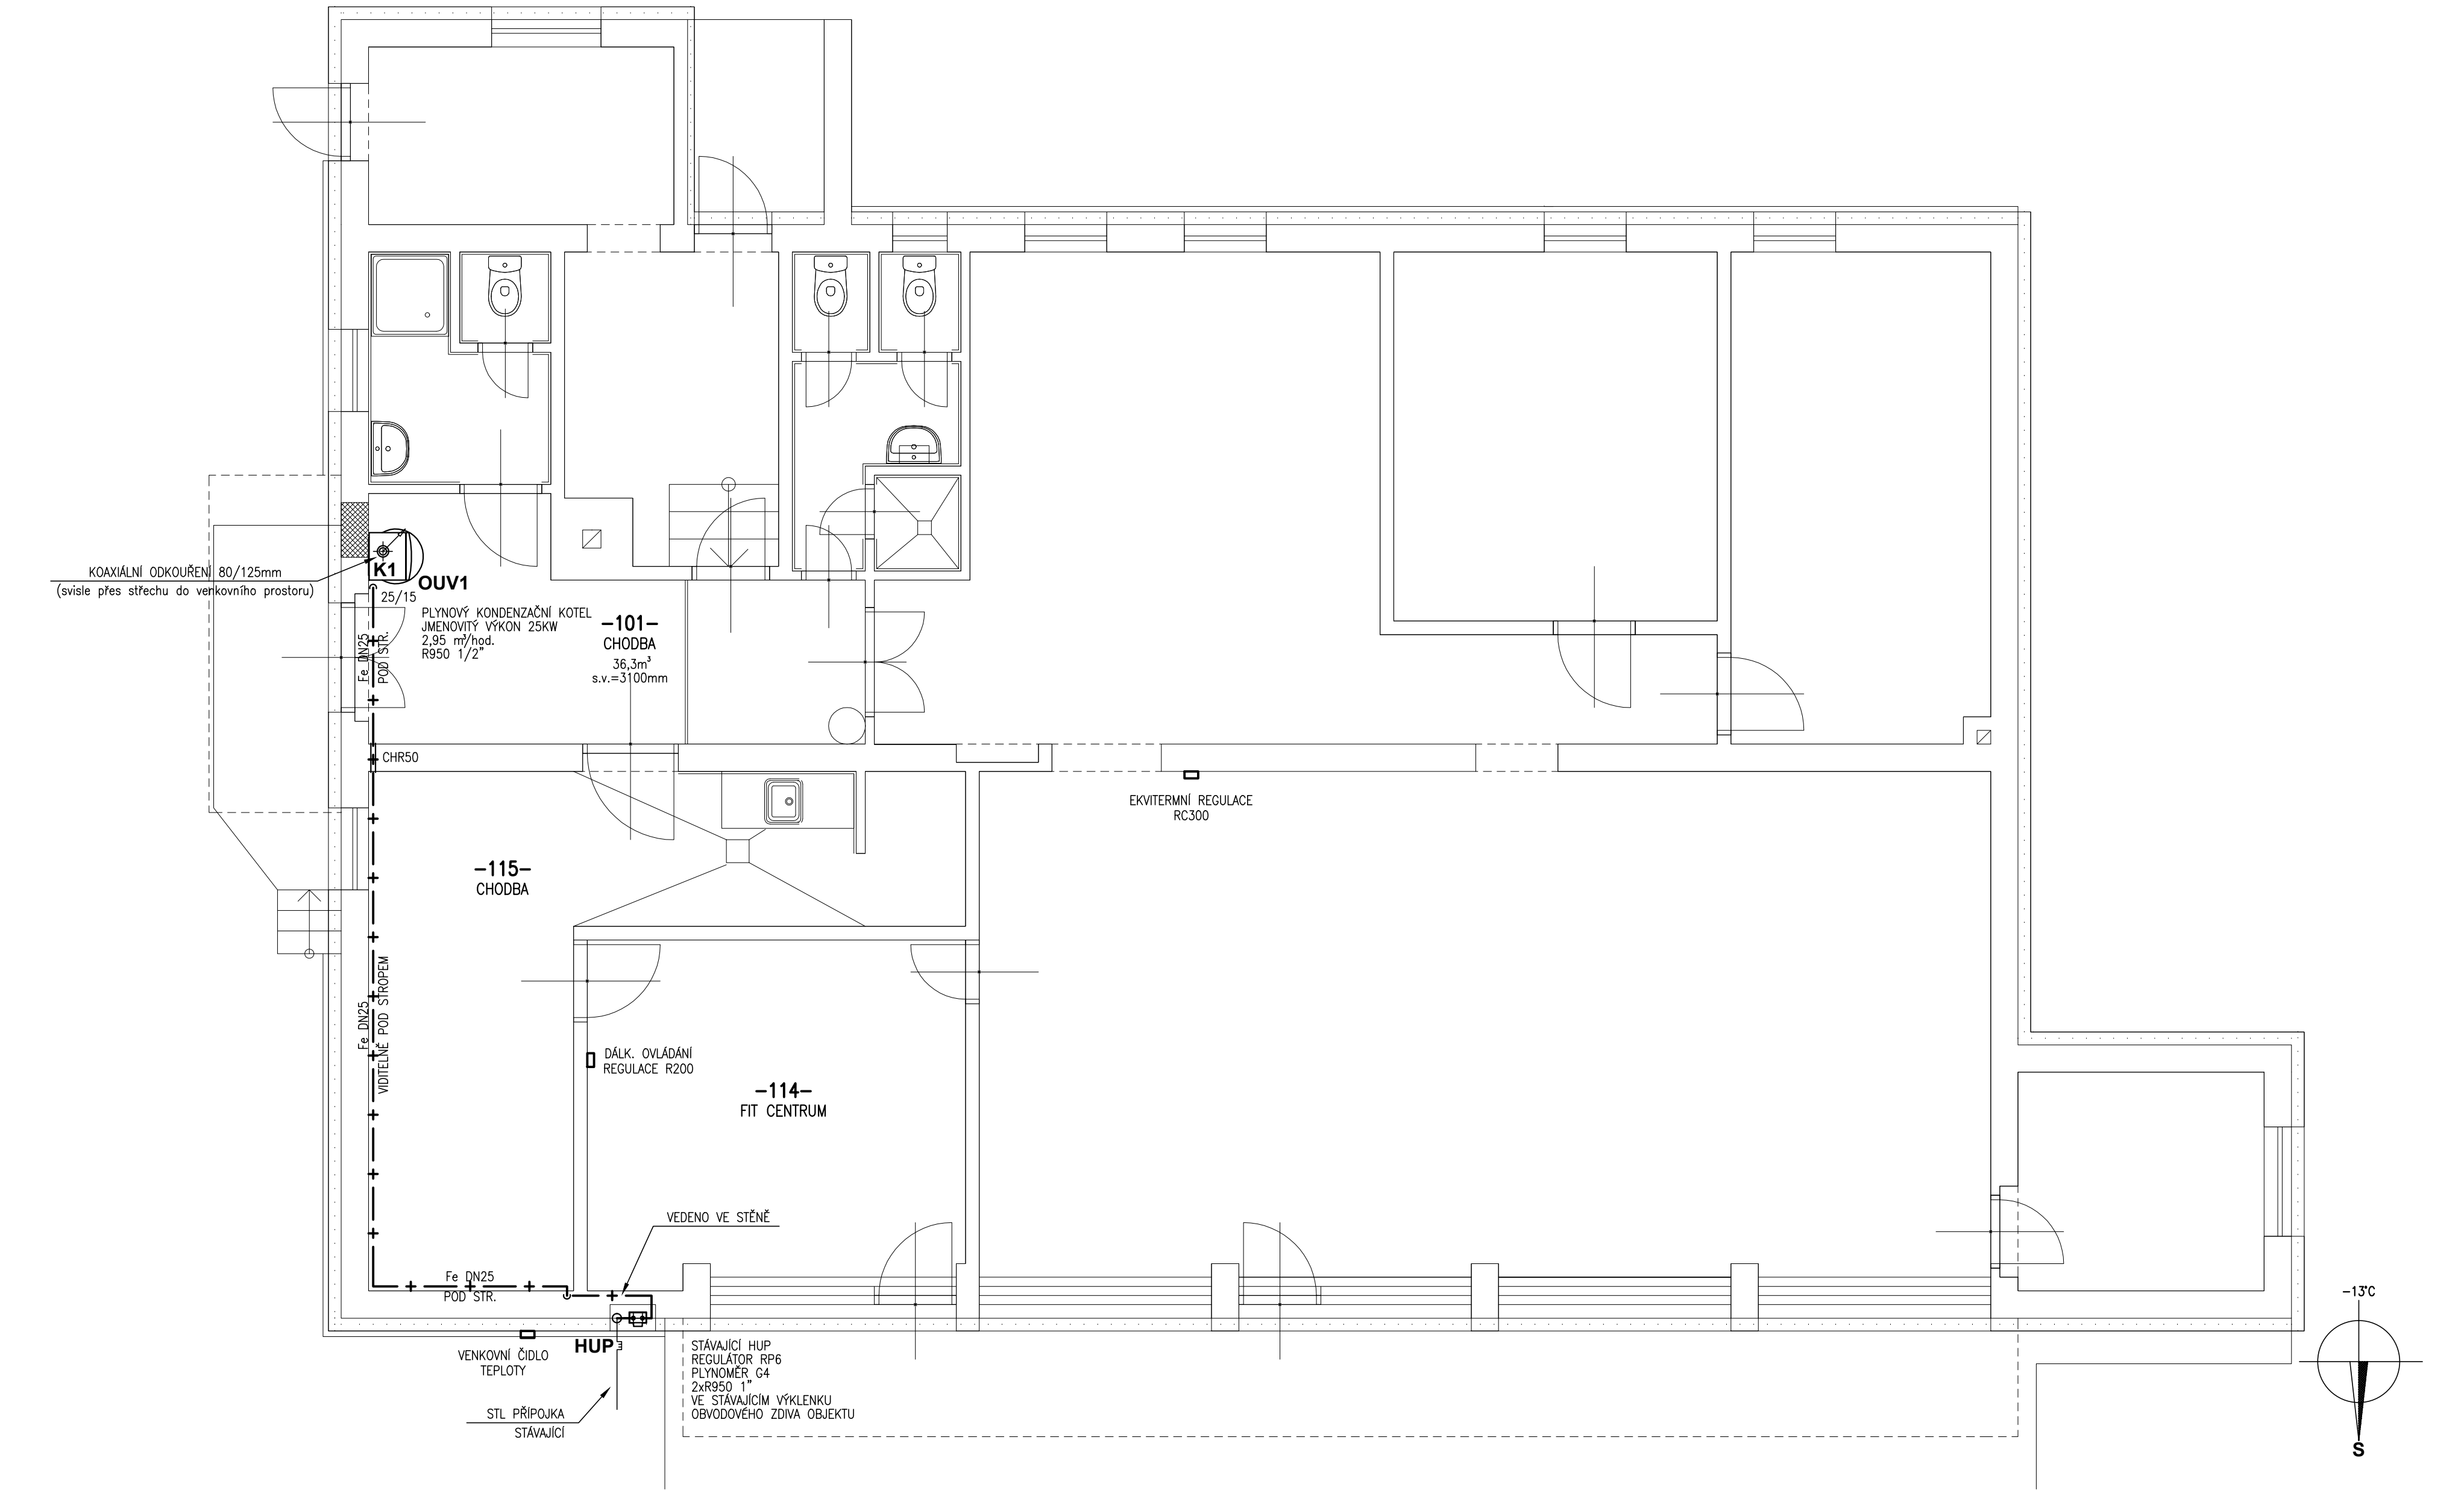 KOAXIÁLNÍ ODKOUŘENÍ 80/125mm
(svisle přes střechu do venkovního prostoru)
K1
OUV1
25/15
PLYNOVÝ KONDENZAČNÍ KOTEL
JMENOVITÝ VÝKON 25KW
2,95 m³/hod.
R950 1/2"
-101-
CHODBA
36,3m³
s.v.=3100mm
Fe DN25
POD STR.
CHR50
EKVITERMNÍ REGULACE
RC300
-115-
CHODBA
Fe DN25
VIDITELNĚ POD STROPEM
DÁLK. OVLÁDÁNÍ
REGULACE R200
-114-
FIT CENTRUM
VEDENO VE STĚNĚ
Fe DN25
POD STR.
HUP
VENKOVNÍ ČIDLO
TEPLOTY
STÁVAJÍCÍ HUP
REGULÁTOR RP6
PLYNOMĚR G4
2xR950 1"
VE STÁVAJÍCÍM VÝKLENKU
OBVODOVÉHO ZDIVA OBJEKTU
STL PŘÍPOJKA
STÁVAJÍCÍ
-13°C
S